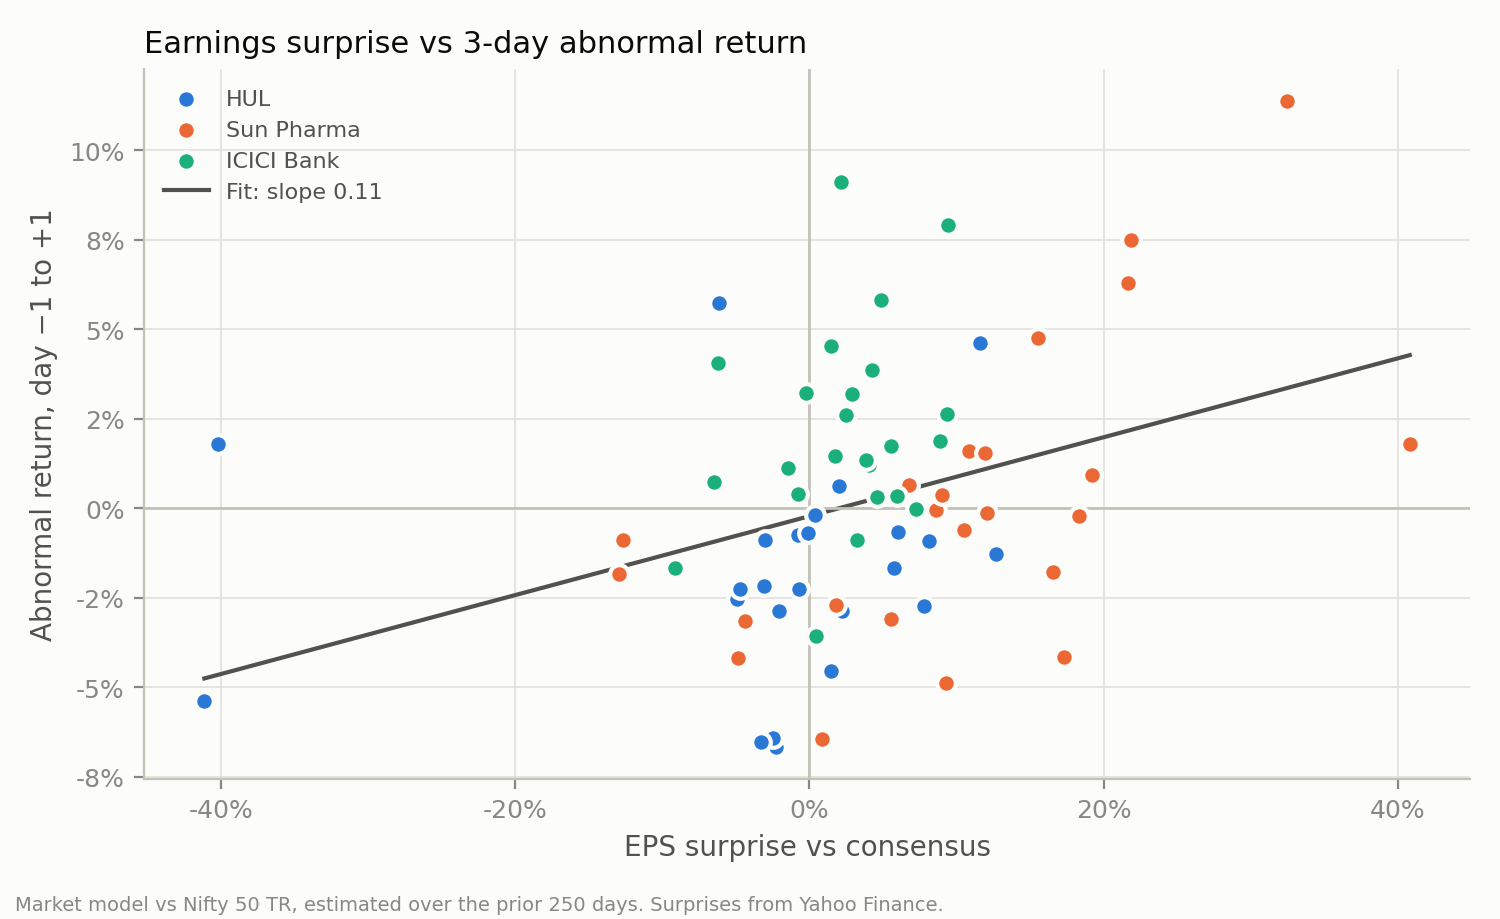 Earnings surprise vs 3-day abnormal return
HUL
Sun Pharma
ICICI Bank
Fit: slope 0.11
Abnormal return, day −1 to +1
10%
8%
5%
2%
0%
-2%
-5%
-8%
-40%
-20%
0%
20%
40%
EPS surprise vs consensus
Market model vs Nifty 50 TR, estimated over the prior 250 days. Surprises from Yahoo Finance.